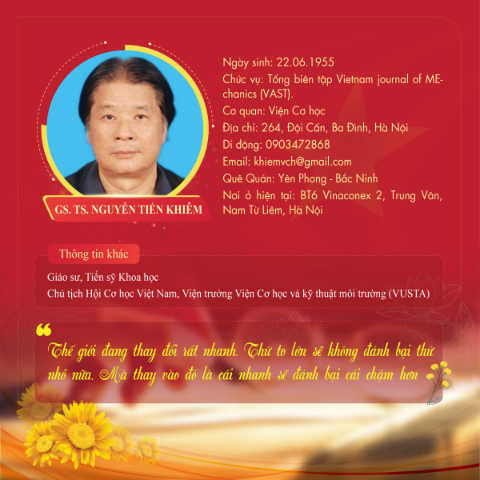 Ngày sinh: 22.06.1955
Chức vụ: Tổng biên tập Vietnam journal of ME-
chanics (VAST).
Cơ quan: Viện Cơ học
Địa chỉ: 264, Đội Cấn, Ba Đình, Hà Nội
Di động: 0903472868
Email: khiemvch@gmail.com
Quê Quán: Yên Phong - Bắc Ninh
Nơi ở hiện tại: BT6 Vinaconex 2, Trung Văn,
Nam Từ Liêm, Hà Nội
GS. TS. NGUYỄN TIẾN KHIÊM
Thông tin khác
Giáo sư, Tiến sỹ Khoa học
Chủ tịch Hội Cơ học Việt Nam, Viện trưởng Viện Cơ học và kỹ thuật môi trường (VUSTA)
Thế giới đang thay đổi rất nhanh. Thứ to lớn sẽ không đánh bại thứ
nhỏ nữa. Mà thay vào đó là cái nhanh sẽ đánh bại cái chậm hơn